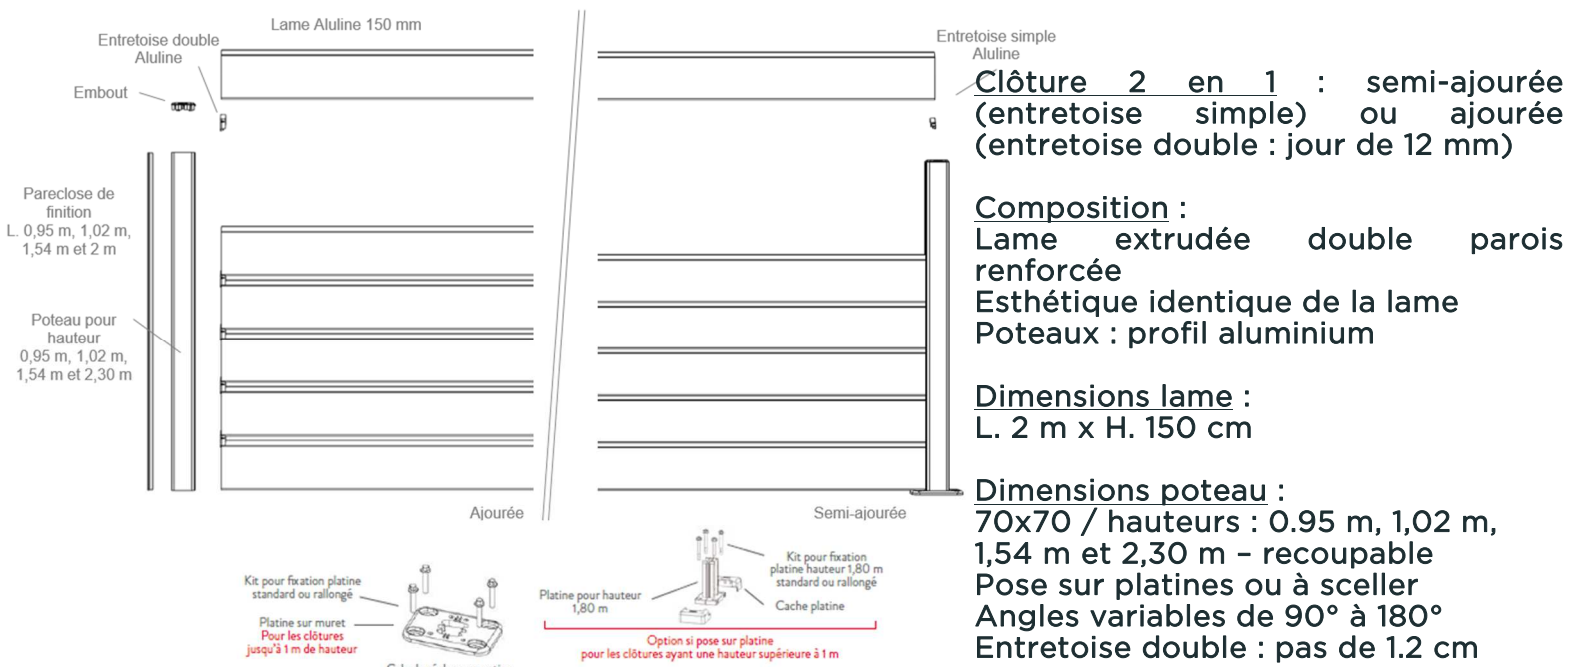 Lame Aluline 150 mm
Entretoise double
Aluline
Embout
Entretoise simple
Aluline
Pareclose de
finition
L. 0,95 m, 1,02 m,
1,54 m et 2 m
Poteau pour
hauteur
0,95 m, 1,02 m,
1,54 m et 2,30 m
Ajourée
Semi-ajourée
Kit pour fixation platine
standard ou rallongé
Platine sur muret
Pour les clôtures
jusqu'à 1 m de hauteur
Kit pour fixation
platine hauteur 1,80 m
standard ou rallongé
Platine pour hauteur
1,80 m
Cache platine
Option si pose sur platine
pour les clôtures ayant une hauteur supérieure à 1 m
Clôture 2 en 1 : semi-ajourée
(entretoise simple) ou ajourée
(entretoise double : jour de 12 mm)
Composition :
Lame extrudée double parois
renforcée
Esthétique identique de la lame
Poteaux : profil aluminium
Dimensions lame :
L. 2 m x H. 150 cm
Dimensions poteau :
70x70 / hauteurs : 0.95 m, 1,02 m,
1,54 m et 2,30 m – recoupable
Pose sur platines ou à sceller
Angles variables de 90° à 180°
Entretoise double : pas de 1.2 cm